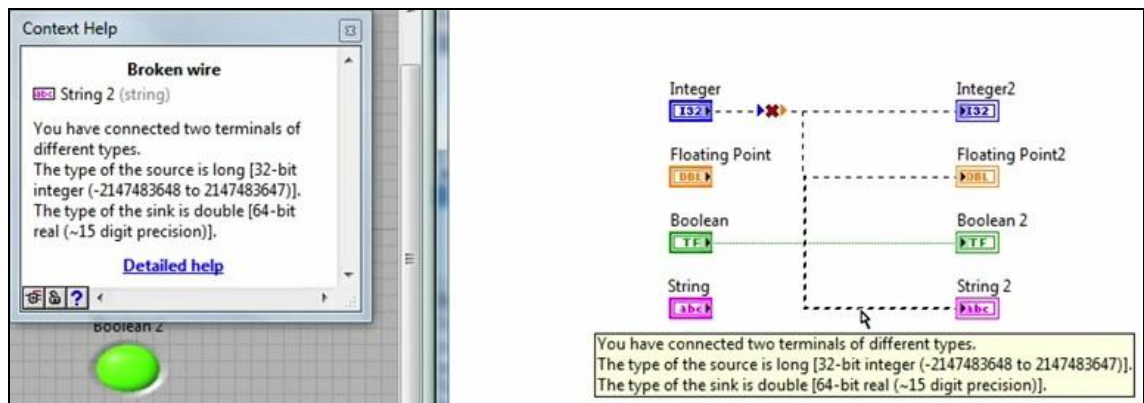 Context Help
Broken wire
abc String 2 (string)
You have connected two terminals of
different types.
The type of the source is long [32-bit
integer (-2147483648 to 2147483647)].
The type of the sink is double [64-bit
real (~15 digit precision)].
Detailed help
?
Boolean 2
Integer
I32
Integer2
I32
Floating Point
DBL
Floating Point2
DBL
Boolean
TF
Boolean 2
TF
String
abc
String 2
abc
You have connected two terminals of different types.
The type of the source is long [32-bit integer (-2147483648 to 2147483647)].
The type of the sink is double [64-bit real (~15 digit precision)].